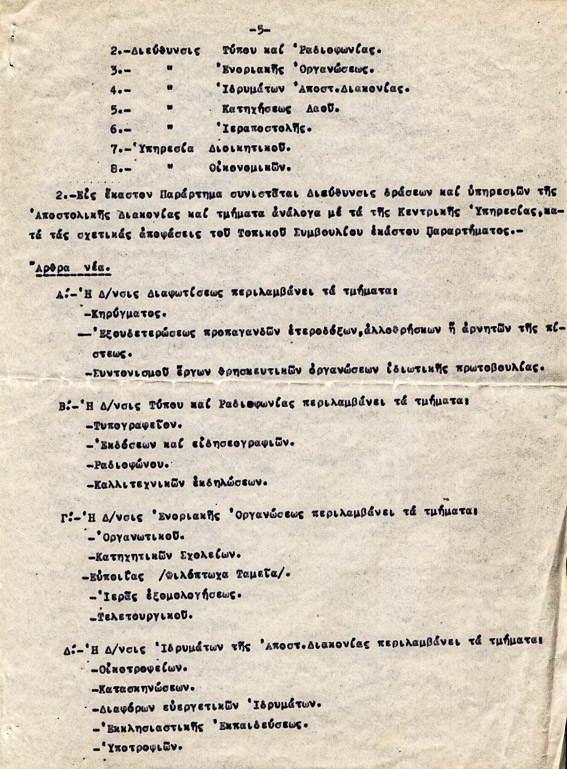 -5-
2.-Διεύθυνσις Τύπου καί Ῥαδιοφωνίας.
3.- " Ἐνοριακῆς Ὀργανώσεως.
4.- " Ἱδρυμάτων Ἀποστ.Διακονίας.
5.- " Κατηχήσεως Λαοῦ.
6.- " Ἱεραποστολῆς.
7.-Ὑπηρεσία Διοικητικοῦ.
8.- " Οἰκονομικῶν.
2.-Εἰς ἕκαστον Παράρτημα συνιστᾶται Διεύθυνσις δράσεων καί ὑπηρεσιῶν τῆς
Ἀποστολικῆς Διακονίας καί τμήματα ἀνάλογα μέ τά τῆς Κεντρικῆς Ὑπηρεσίας,κα-
τά τάς σχετικάς ἀποφάσεις τοῦ Τοπικοῦ Συμβουλίου ἑκάστου Παραρτήματος.-
Ἄρθρα νέα.
Α:-Ἡ Δ/νσις Διαφωτίσεως περιλαμβάνει τά τμήματα:
-Κηρύγματος.
-Ἐξουδετερώσεως προπαγανδῶν ἑτεροδόξων,ἀλλοθρήσκων ἤ ἀρνητῶν τῆς πί-
στεως.
-Συντονισμοῦ ἔργων θρησκευτικῶν ὀργανώσεων ἰδιωτικῆς πρωτοβουλίας.
Β:-Ἡ Δ/νσις Τύπου καί Ῥαδιοφωνίας περιλαμβάνει τά τμήματα:
-Τυπογραφεῖον.
-Ἐκδόσεων καί εἰδησεογραφιῶν.
-Ραδιοφώνου.
-Καλλιτεχνικῶν ἐκδηλώσεων.
Γ:-Ἡ Δ/νσις Ἐνοριακῆς Ὀργανώσεως περιλαμβάνει τά τμήματα:
-Ὀργανωτικοῦ.
-Κατηχητικῶν Σχολείων.
-Εὐποιΐας /Φιλόπτωχα Ταμεῖα/.
-Ἱερᾶς ἐξομολογήσεως.
-Τελετουργικοῦ.
Δ:-Ἡ Δ/νσις Ἱδρυμάτων τῆς Ἀποστ.Διακονίας περιλαμβάνει τά τμήματα:
-Οἰκοτροφείων.
-Κατασκηνώσεων.
-Διαφόρων εὐεργετικῶν Ἱδρυμάτων.
-Ἐκκλησιαστικῆς Ἐκπαιδεύσεως.
-Ὑποτροφιῶν.